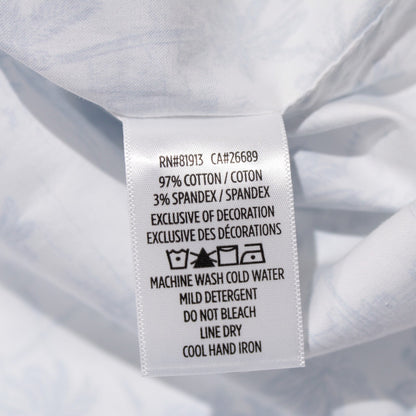 RN#81913 CA#26689
97% COTTON / COTON
3% SPANDEX / SPANDEX
EXCLUSIVE OF DECORATION
EXCLUSIVE DES DÉCORATIONS
MACHINE WASH COLD WATER
MILD DETERGENT
DO NOT BLEACH
LINE DRY
COOL HAND IRON